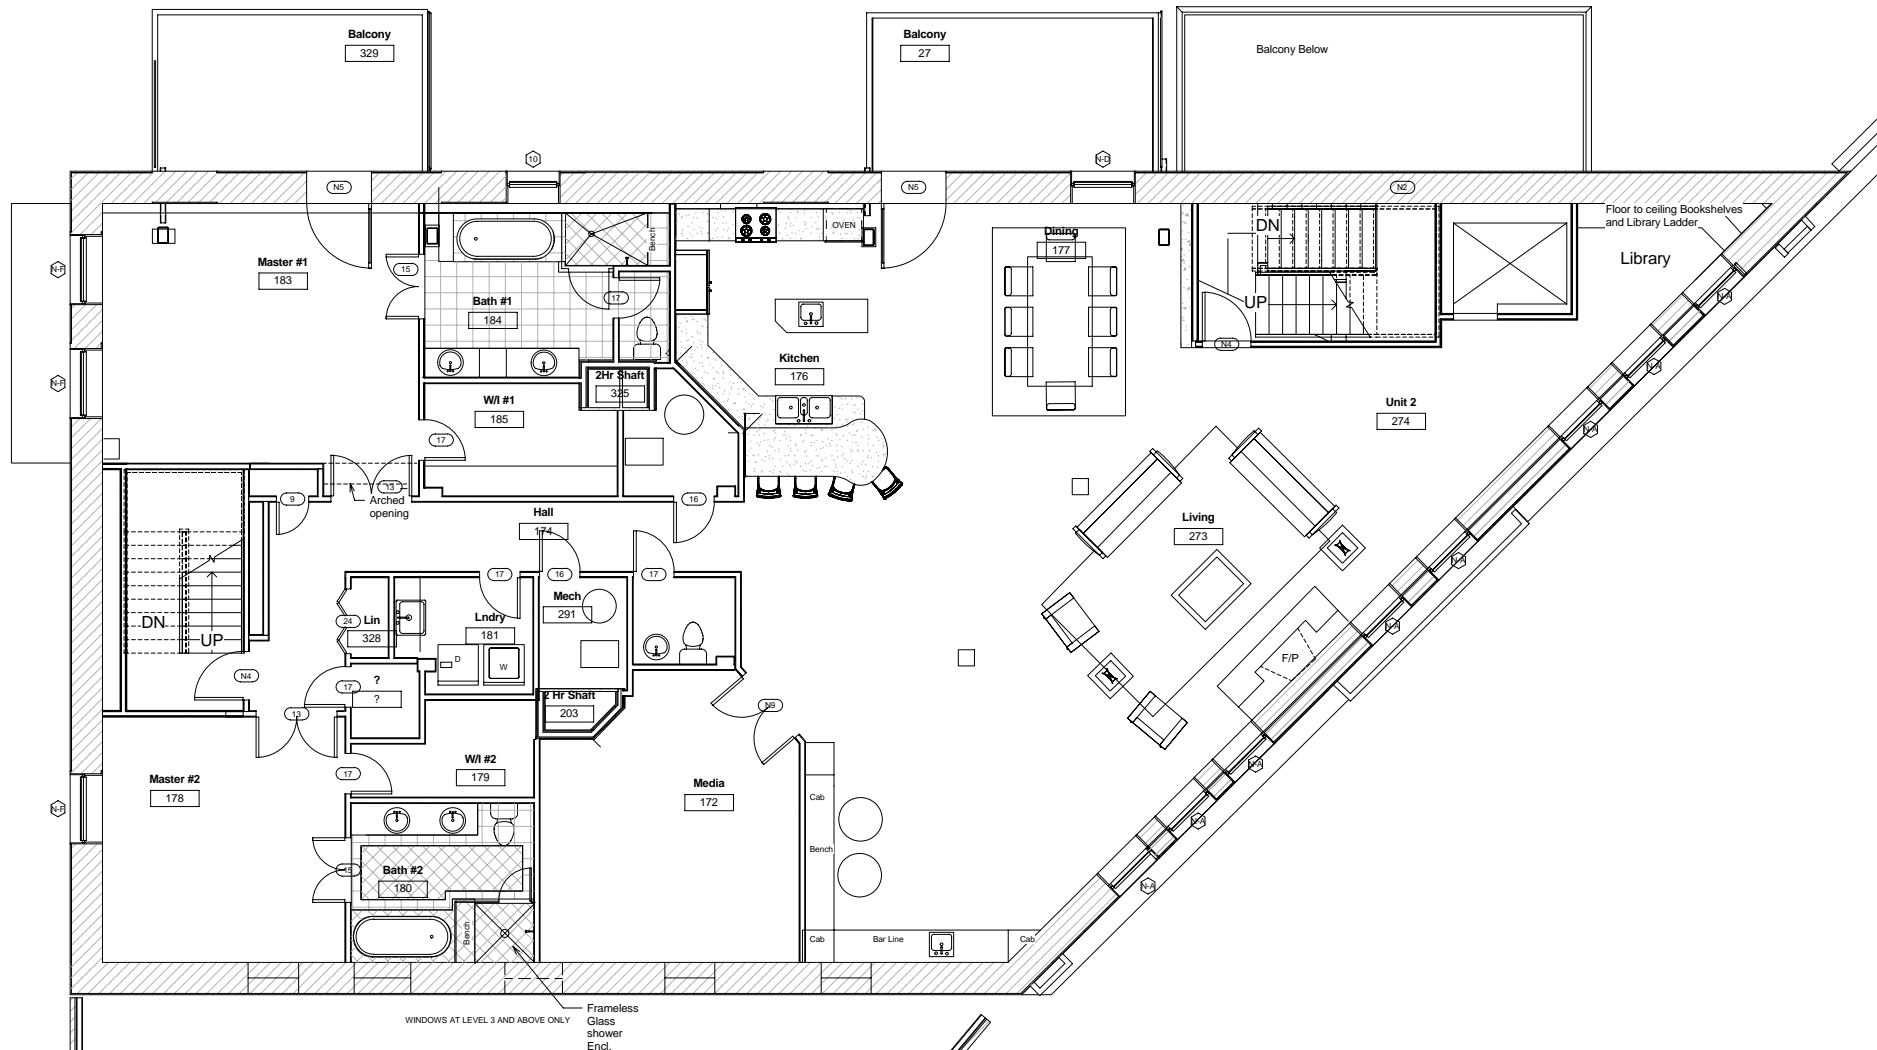 Balcony
329
Balcony
27
Balcony Below
10
N-D
N5
N5
N2
Floor to ceiling Bookshelves
and Library Ladder
Library
OVEN
Bench
DN
UP
N4
Dining
177
N-F
Master #1
183
15
Bath #1
184
17
N-A
N-A
N-A
Kitchen
176
2Hr Shaft
325
W/I #1
185
17
Unit 2
274
N-F
9
13
Arched
opening
16
Hall
174
Living
273
N-A
N-A
17
16
17
Mech
291
Lndry
181
24
Lin
328
DN
UP
D
W
F/P
N4
17
?
?
13
2 Hr Shaft
203
N9
17
W/I #2
179
Master #2
178
Media
172
N-F
N-A
N-A
N-A
Cab
Bench
15
Bath #2
180
Bench
Cab
Bar Line
Cab
WINDOWS AT LEVEL 3 AND ABOVE ONLY
Frameless
Glass
shower
Encl.